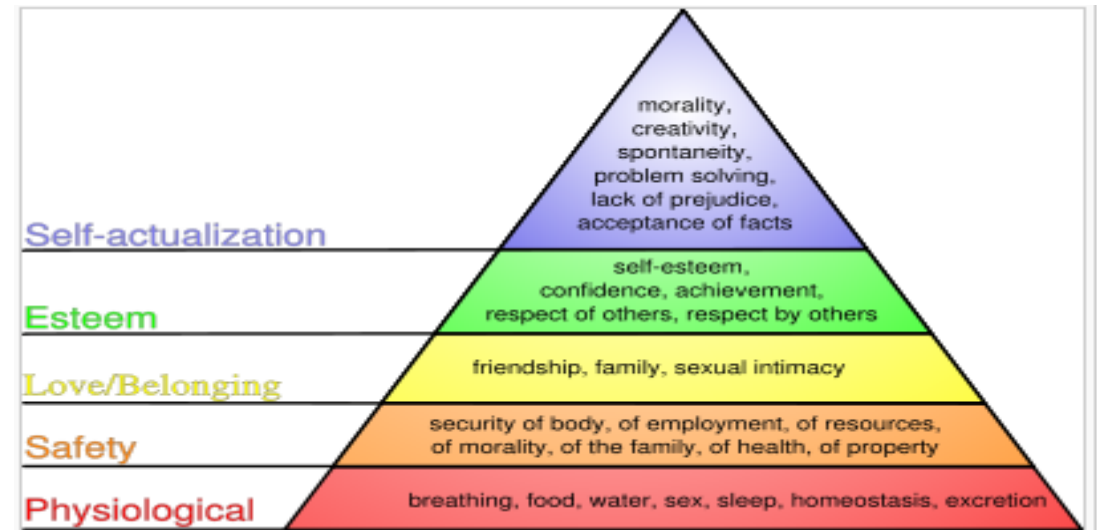 morality,
creativity,
spontaneity,
problem solving,
lack of prejudice,
acceptance of facts
Self-actualization
self-esteem,
confidence, achievement,
respect of others, respect by others
Esteem
friendship, family, sexual intimacy
Love/Belonging
security of body, of employment, of resources,
of morality, of the family, of health, of property
Safety
breathing, food, water, sex, sleep, homeostasis, excretion
Physiological